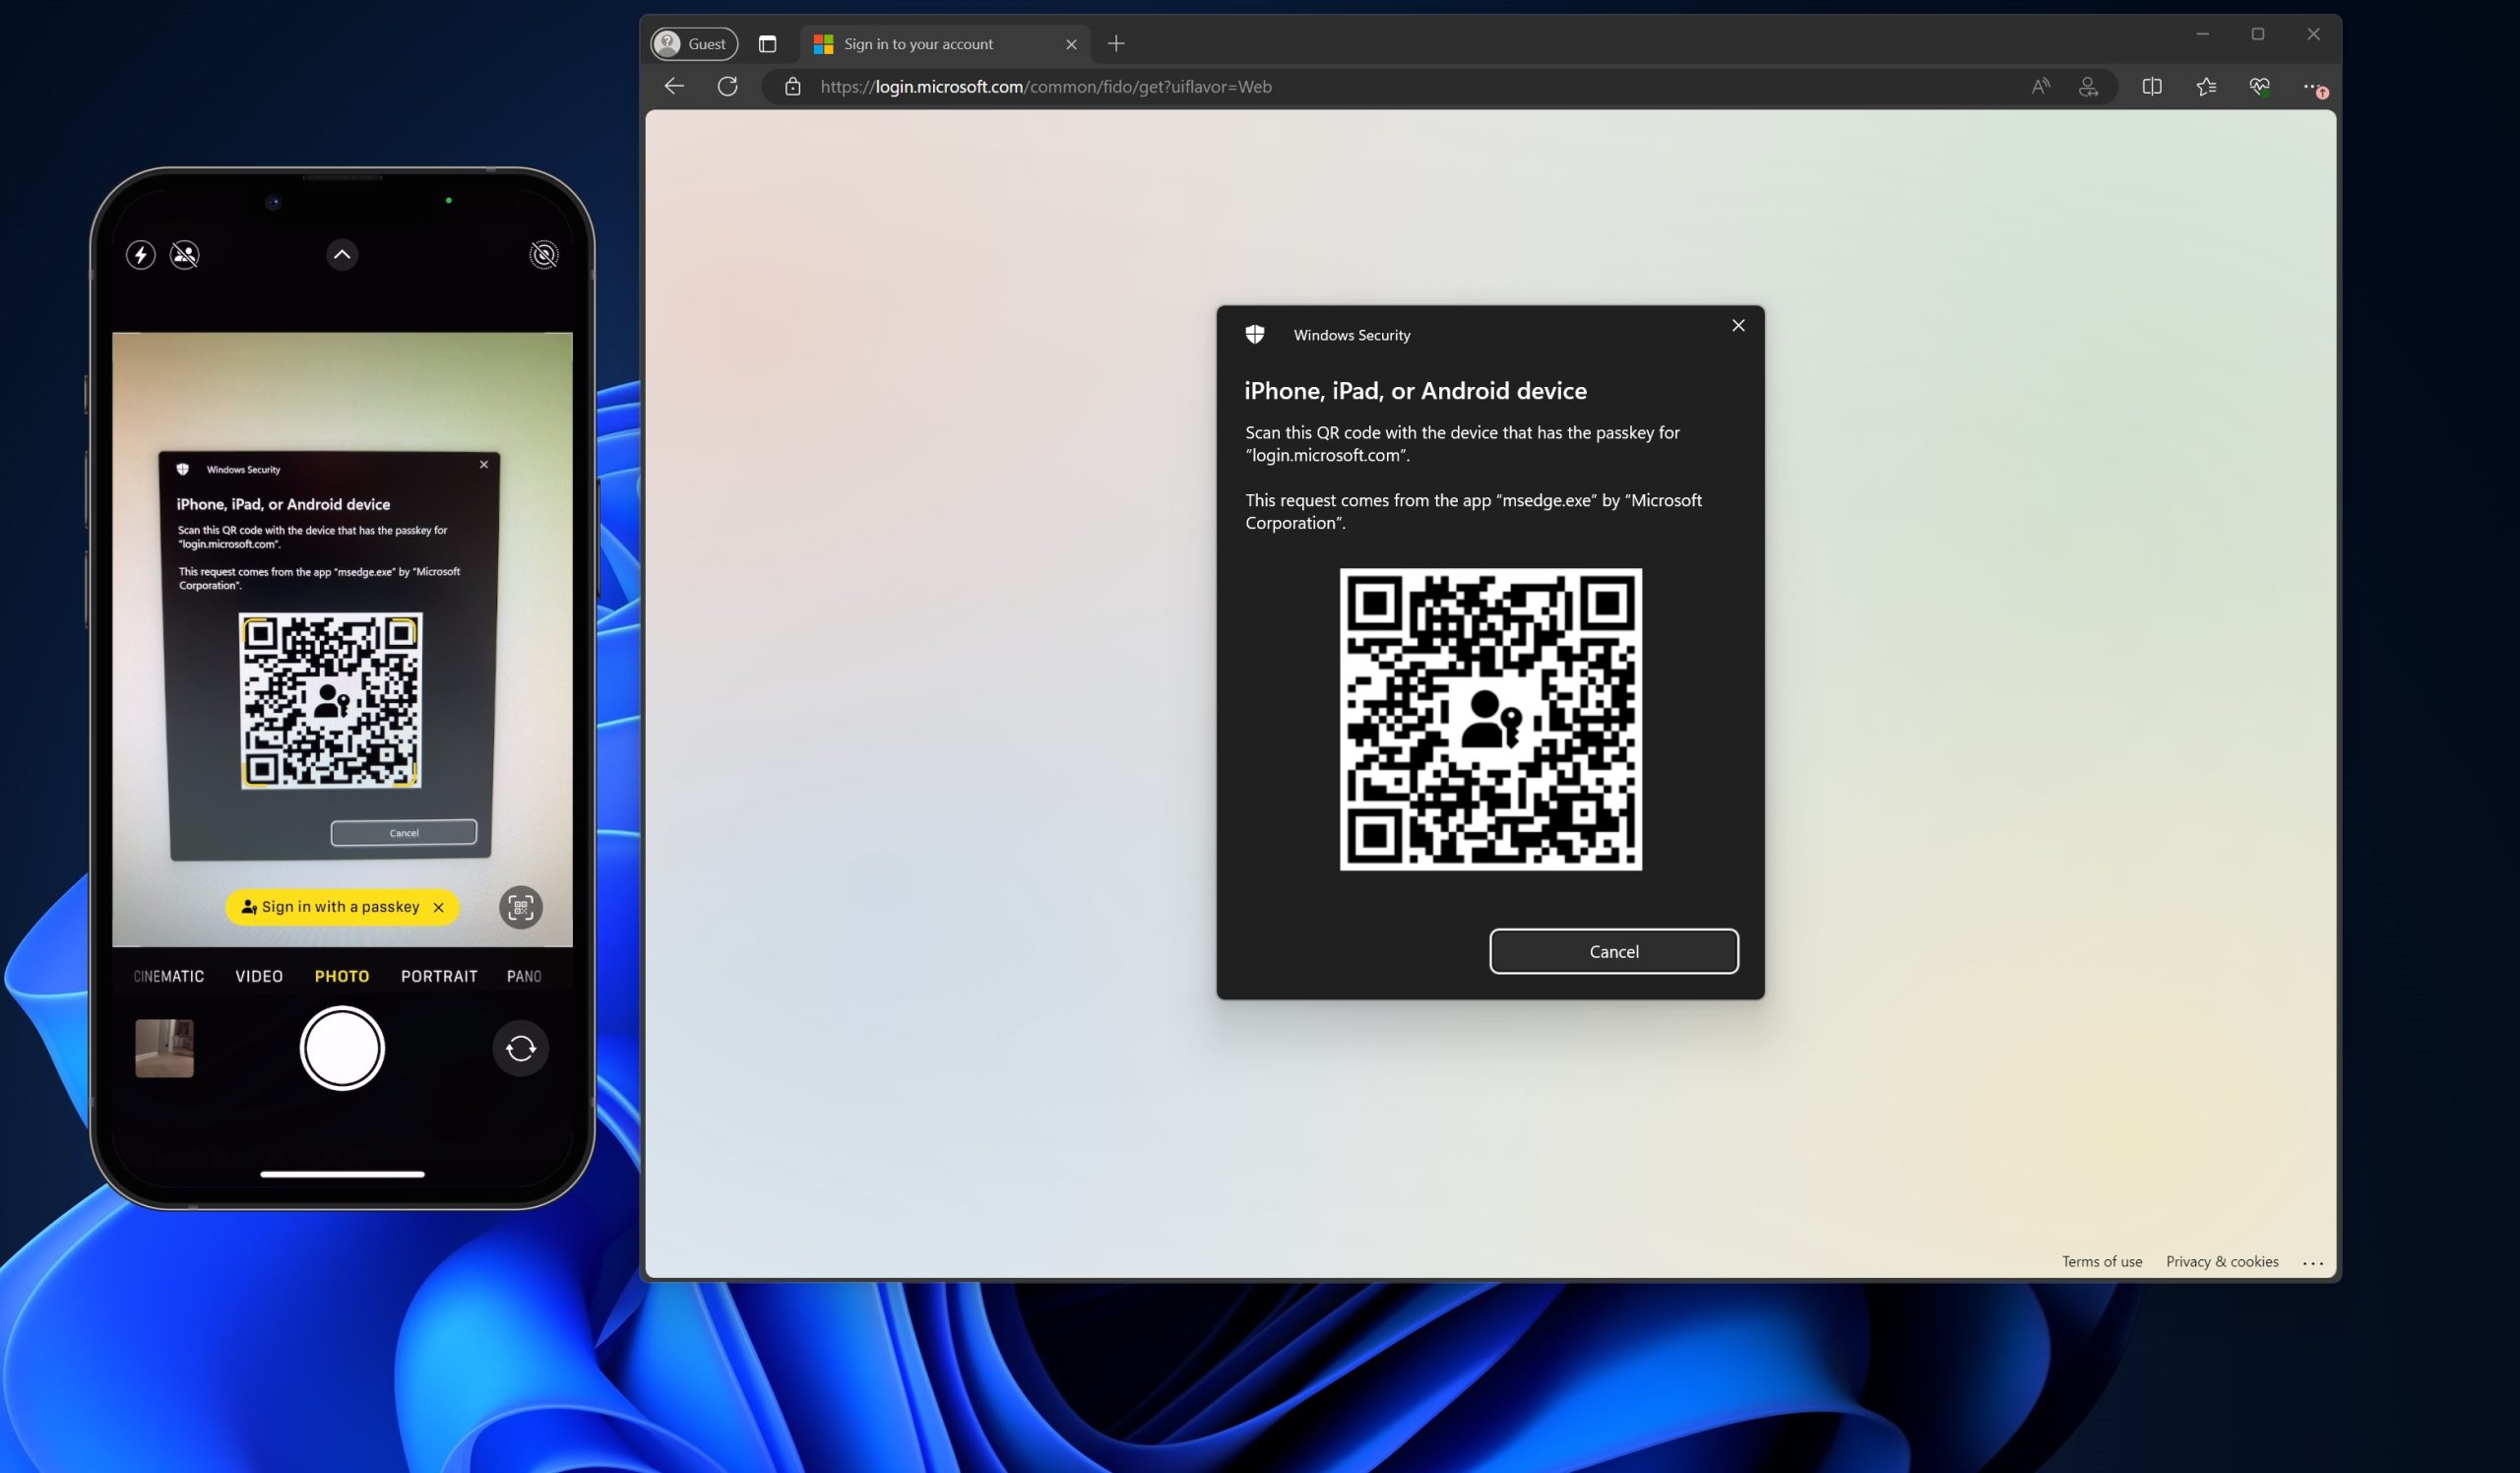 Guest
Sign in to your account
https://login.microsoft.com/common/fido/get?uiflavor=Web
Windows Security
iPhone, iPad, or Android device
Scan this QR code with the device that has the passkey for
"login.microsoft.com".
This request comes from the app "msedge.exe" by "Microsoft
Corporation".
Cancel
Terms of use Privacy & cookies
Windows Security
iPhone, iPad, or Android device
Scan this QR code with the device that has the passkey for
"login.microsoft.com".
This request comes from the app "msedge.exe" by "Microsoft
Corporation".
Cancel
Sign in with a passkey
CINEMATIC VIDEO PHOTO PORTRAIT PANO